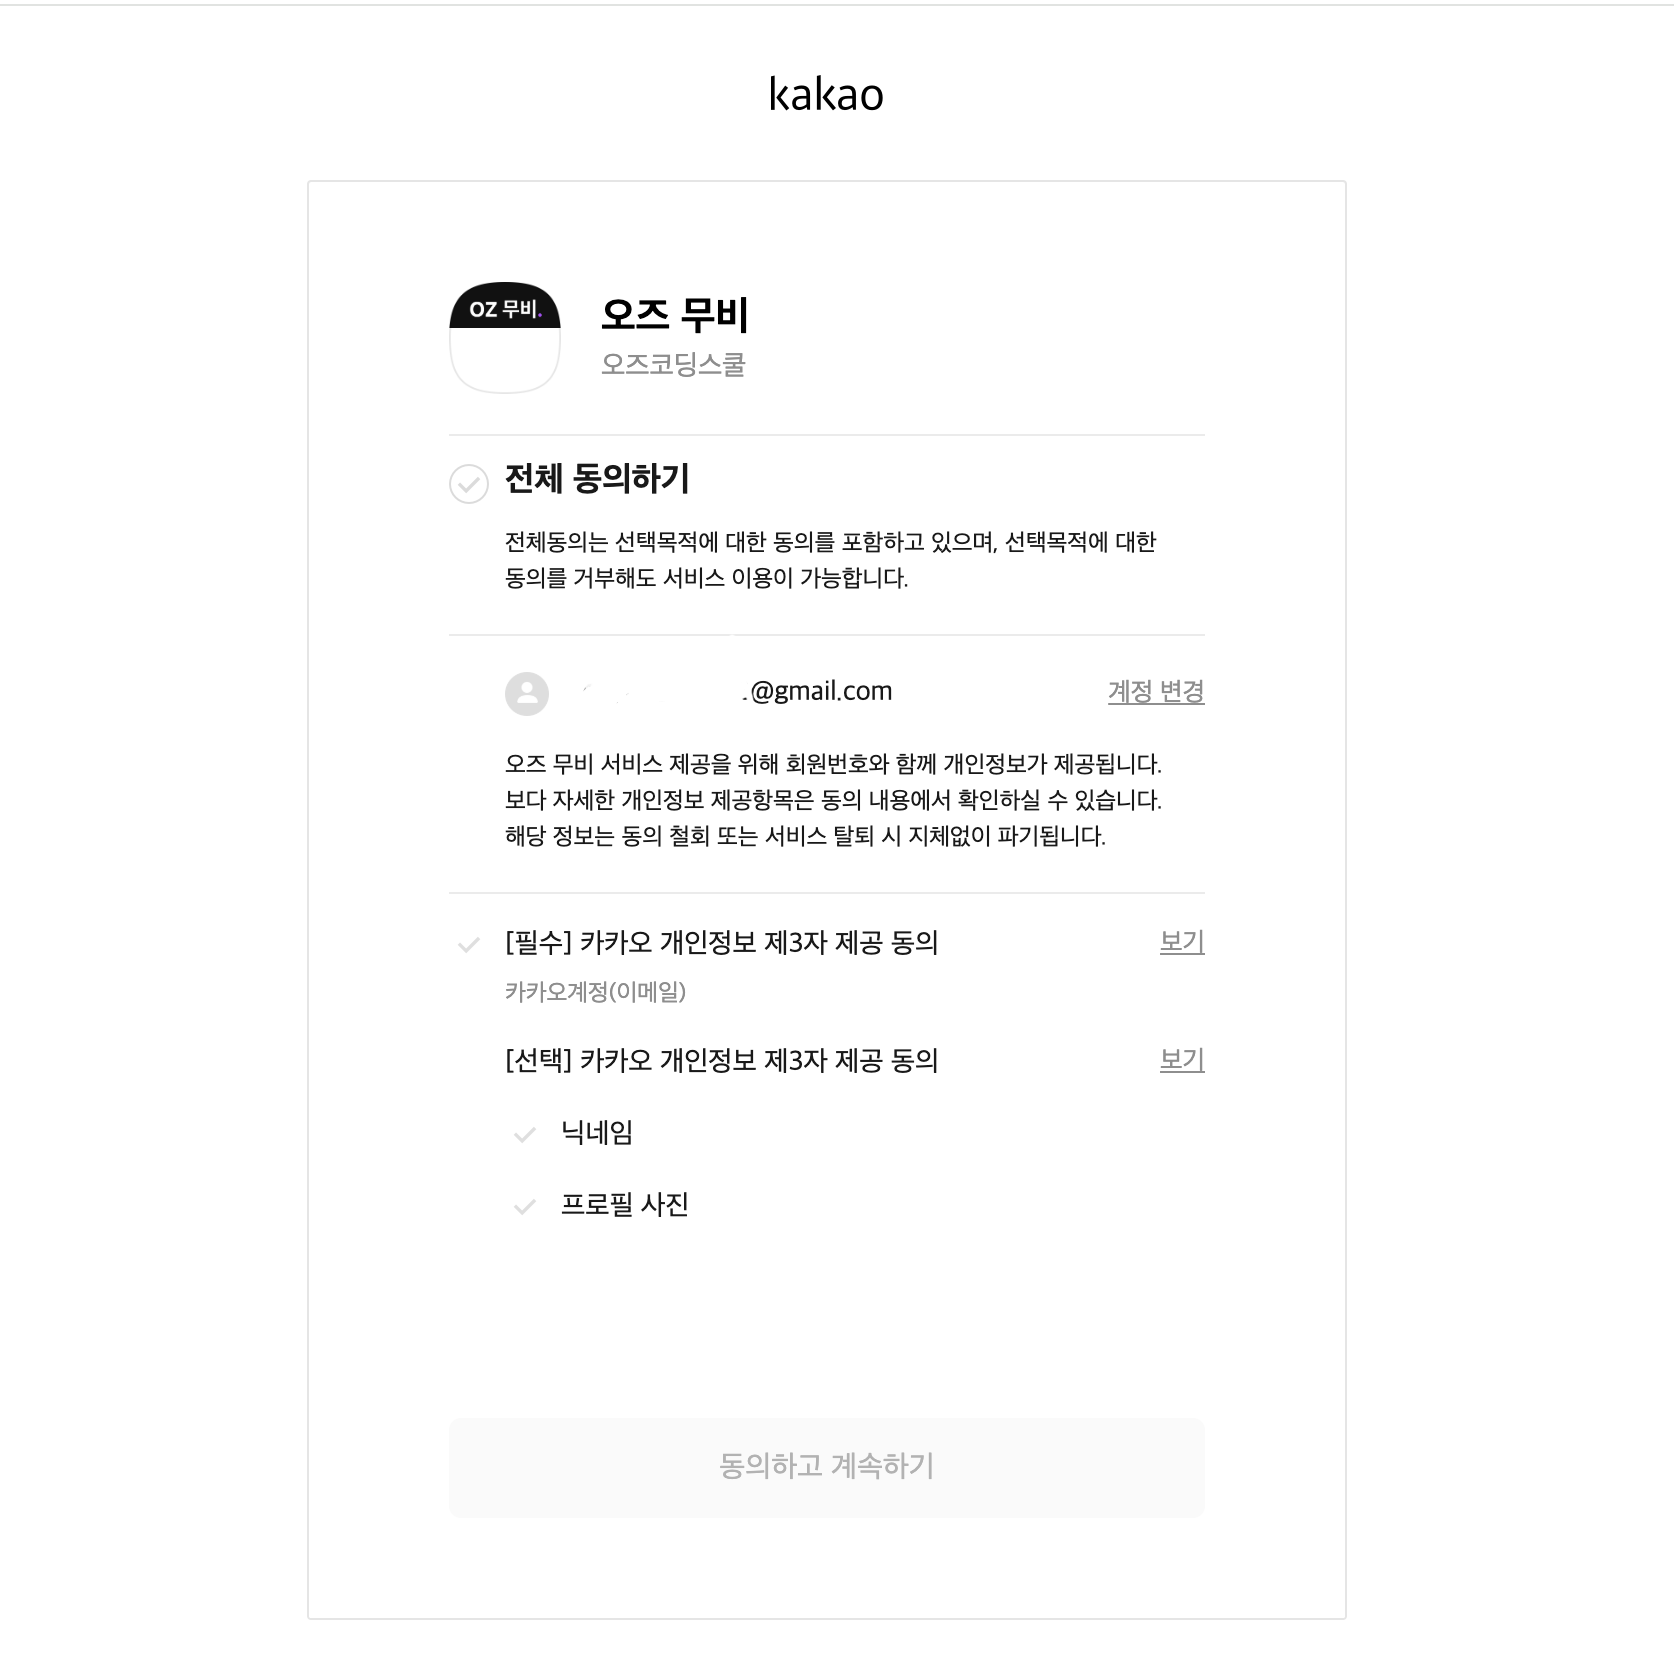 kakao
OZ 무비.
오즈 무비
오즈코딩스쿨
전체 동의하기
전체동의는 선택목적에 대한 동의를 포함하고 있으며, 선택목적에 대한
동의를 거부해도 서비스 이용이 가능합니다.
@gmail.com 계정 변경
오즈 무비 서비스 제공을 위해 회원번호와 함께 개인정보가 제공됩니다.
보다 자세한 개인정보 제공항목은 동의 내용에서 확인하실 수 있습니다.
해당 정보는 동의 철회 또는 서비스 탈퇴 시 지체없이 파기됩니다.
[필수] 카카오 개인정보 제3자 제공 동의 보기
카카오계정(이메일)
[선택] 카카오 개인정보 제3자 제공 동의 보기
닉네임
프로필 사진
동의하고 계속하기